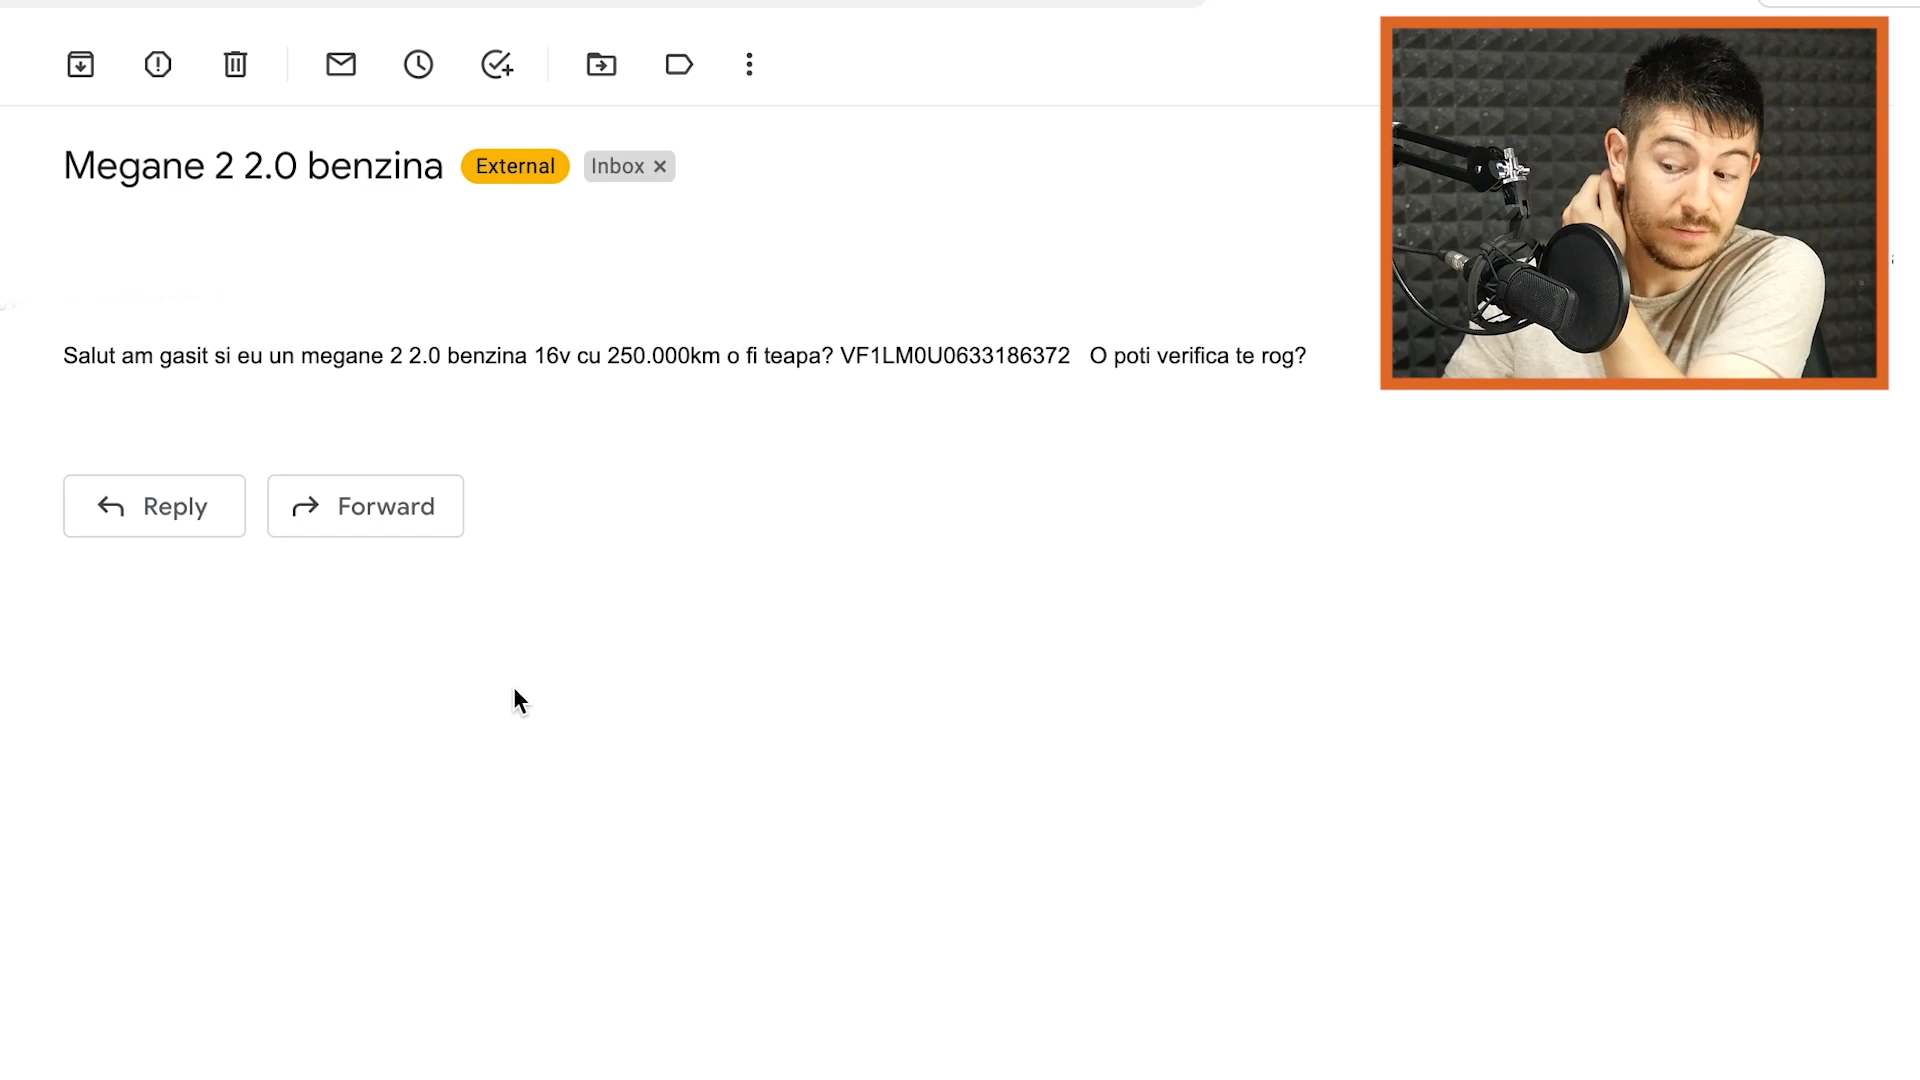 Megane 2 2.0 benzina External Inbox ×
Salut am gasit si eu un megane 2 2.0 benzina 16v cu 250.000km o fi teapa? VF1LM0U0633186372 O poti verifica te rog?
Reply Forward